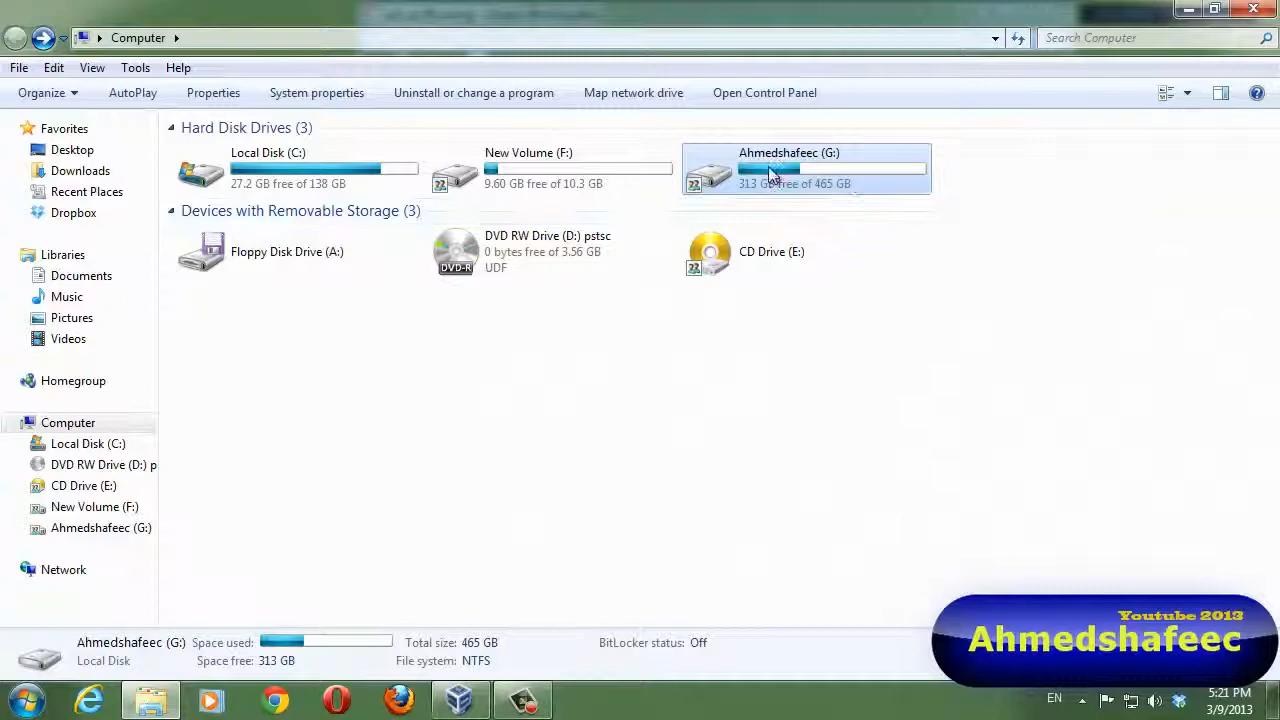 Computer
Search Computer
File Edit View Tools Help
Organize AutoPlay Properties System properties Uninstall or change a program Map network drive Open Control Panel
Favorites
Desktop
Downloads
Recent Places
Dropbox
Libraries
Documents
Music
Pictures
Videos
Homegroup
Computer
Local Disk (C:)
DVD RW Drive (D:) p
CD Drive (E:)
New Volume (F:)
Ahmedshafeec (G:)
Network
Hard Disk Drives (3)
Local Disk (C:)
27.2 GB free of 138 GB
New Volume (F:)
9.60 GB free of 10.3 GB
Ahmedshafeec (G:)
313 GB free of 465 GB
Devices with Removable Storage (3)
Floppy Disk Drive (A:)
DVD RW Drive (D:) pstsc
0 bytes free of 3.56 GB
UDF
DVD-R
CD Drive (E:)
Youtube 2013
Ahmedshafeec
Ahmedshafeec (G:) Space used: Total size: 465 GB BitLocker status: Off
Local Disk Space free: 313 GB File system: NTFS
EN
5:21 PM
3/9/2013